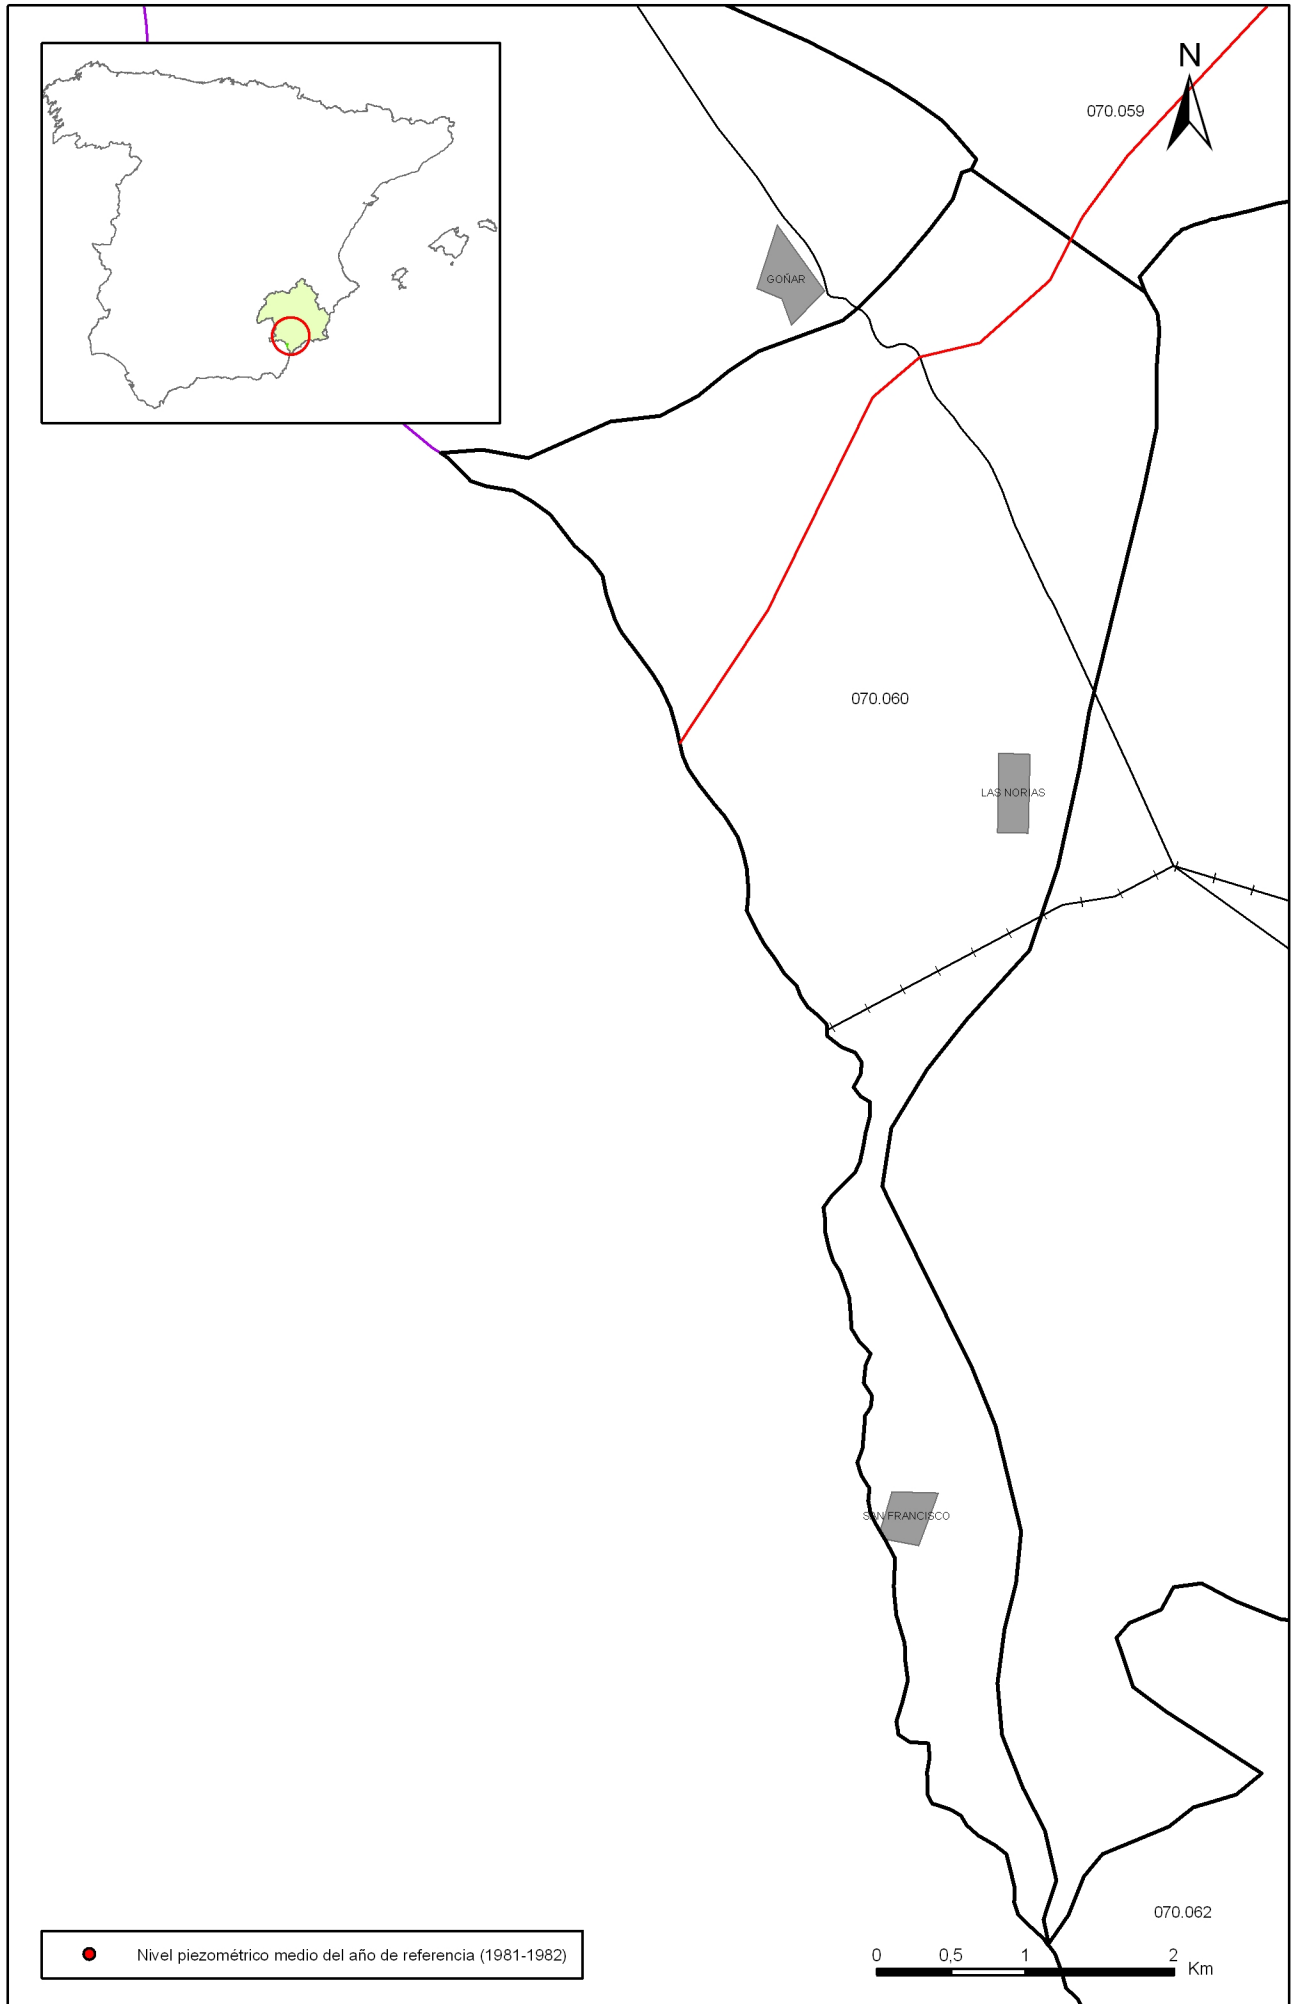 N
070.059
GOÑAR
070.060
LAS NORIAS
SAN FRANCISCO
070.062
Nivel piezométrico medio del año de referencia (1981-1982)
0 0,5 1 2
Km